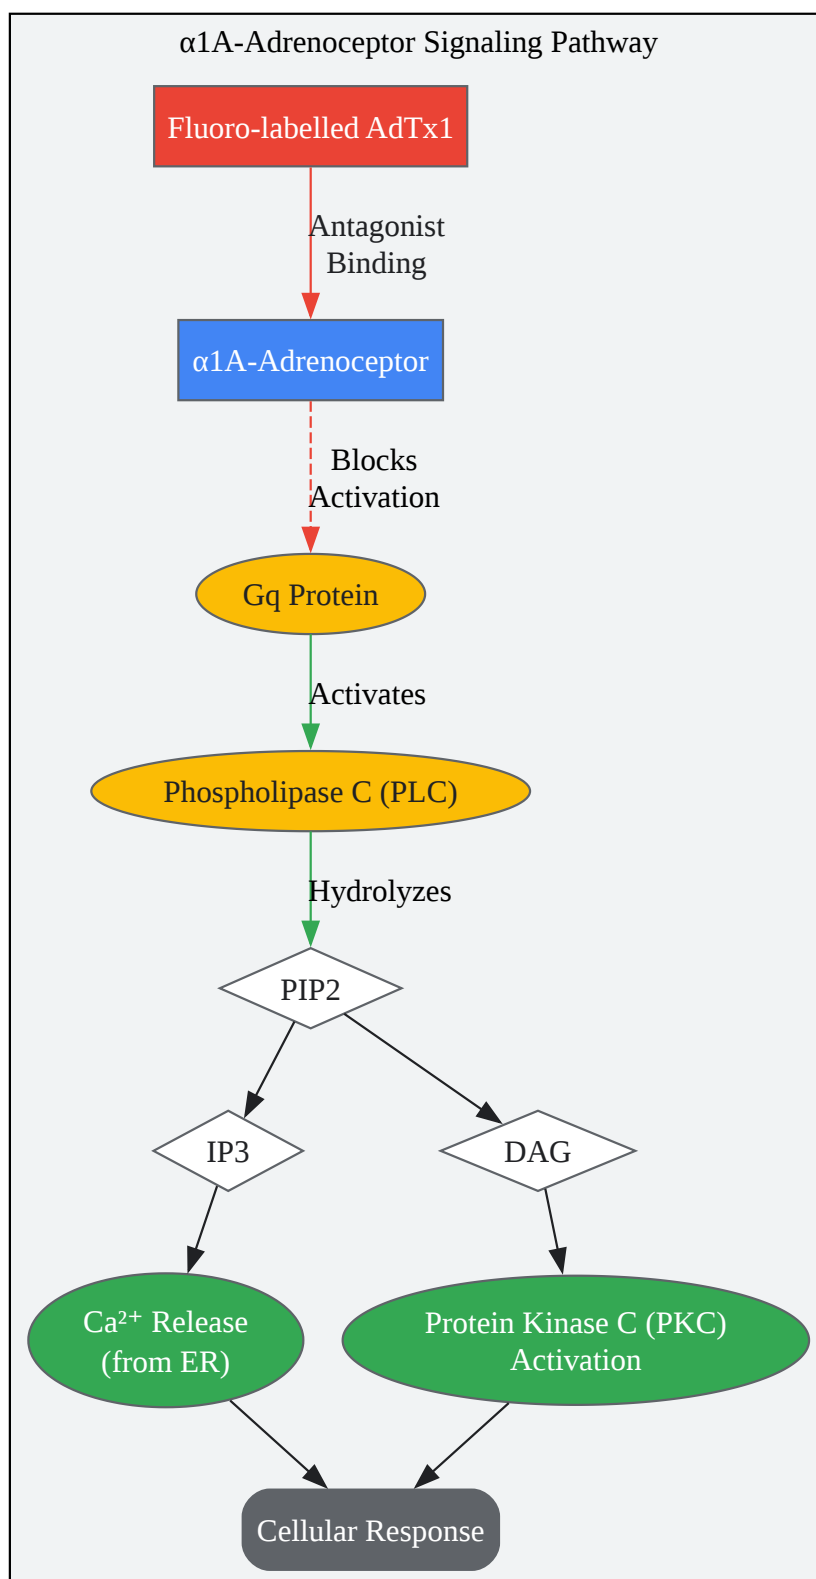 α1A-Adrenoceptor Signaling Pathway
Fluoro-labelled AdTx1
Antagonist
Binding
α1A-Adrenoceptor
Blocks
Activation
Gq Protein
Activates
Phospholipase C (PLC)
Hydrolyzes
PIP2
IP3
DAG
Ca²⁺ Release
(from ER)
Protein Kinase C (PKC)
Activation
Cellular Response